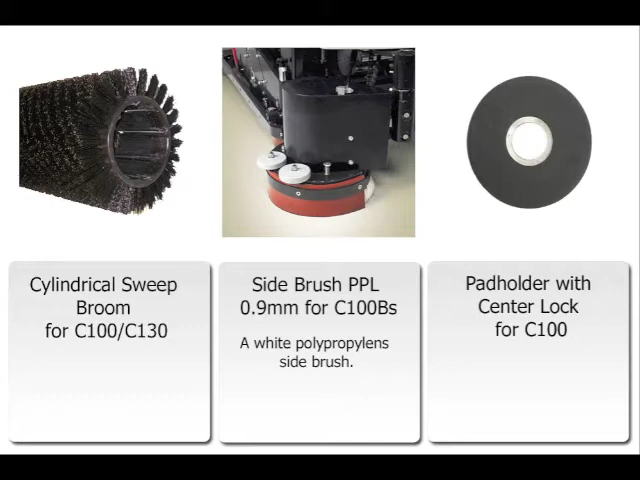 Cylindrical Sweep
Broom
for C100/C130
Side Brush PPL
0.9mm for C100Bs
A white polypropylens
side brush.
Padholder with
Center Lock
for C100